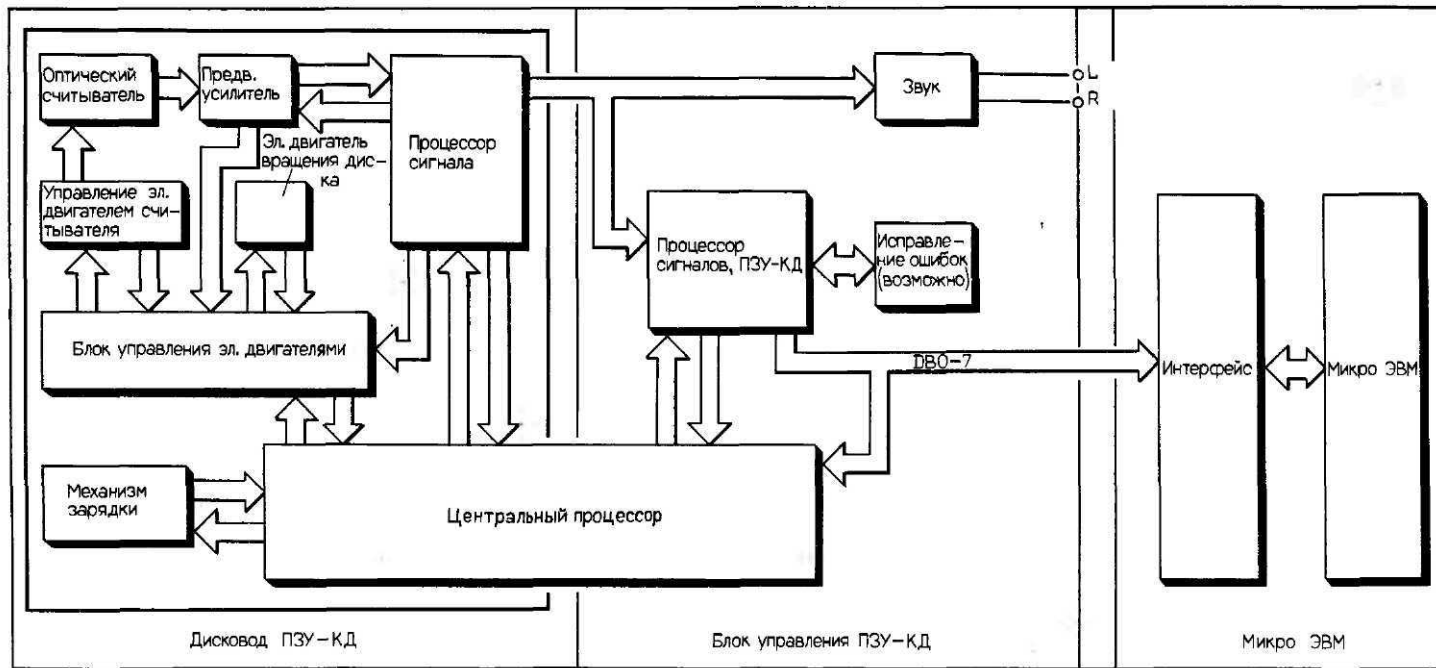 Оптический
считыватель
Предв.
усилитель
Процессор
сигнала
Звук
L
R
Эл. двигатель
вращения дис-
ка
Управление эл.
двигателем счи-
тывателя
Процессор
сигналов, ПЗУ-КД
Исправле-
ние ошибок
(возможно)
Блок управления эл. двигателями
DBO-7
Интерфейс
Микро ЭВМ
Механизм
зарядки
Центральный процессор
Дисковод ПЗУ-КД
Блок управления ПЗУ-КД
Микро ЭВМ